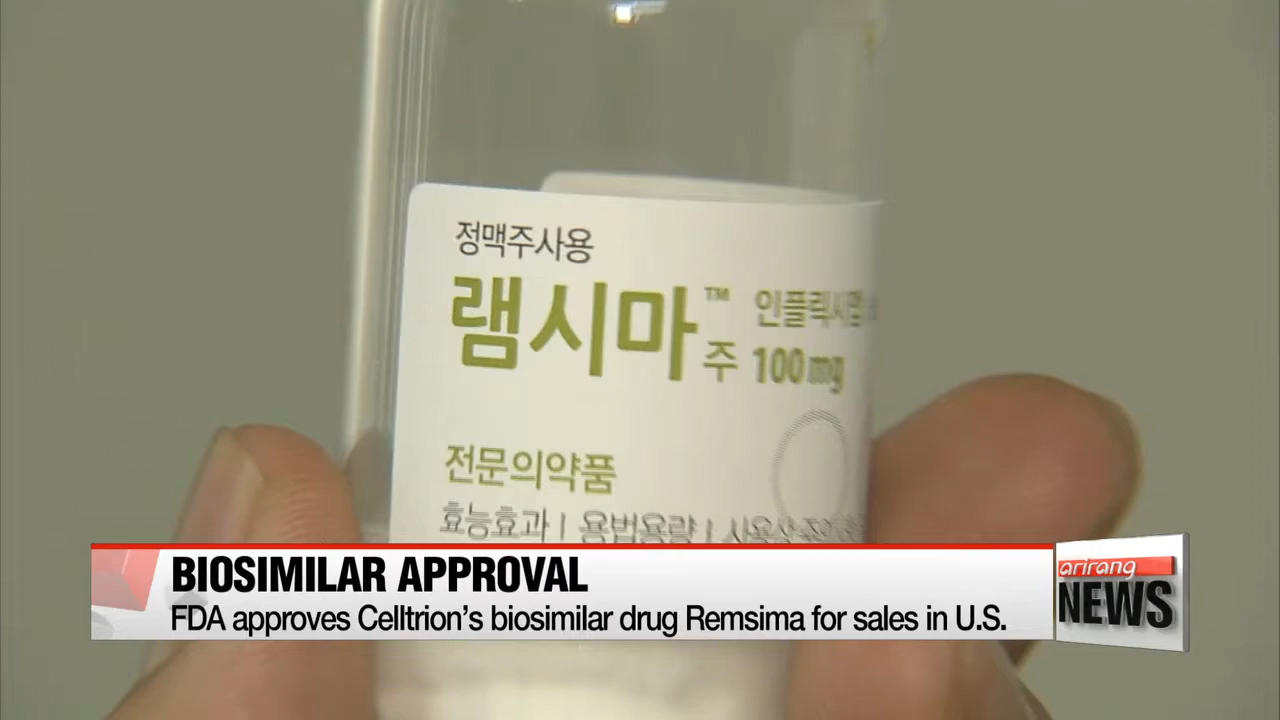 정맥주사용
램시마™
인플릭시맙
주 100mg
전문의약품
효능효과 | 용법용량 |
BIOSIMILAR APPROVAL
FDA approves Celltrion's biosimilar drug Remsima for sales in U.S.
arirang
NEWS